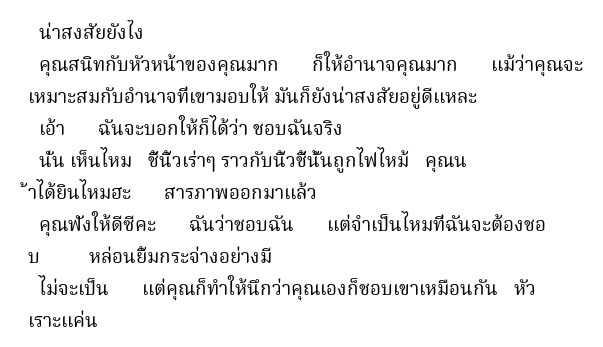 น่าสงสัยยังไง
คุณสนิทกับหัวหน้าของคุณมาก ก็ให้อำนาจคุณมาก แม้ว่าคุณจะ
เหมาะสมกับอำนาจที่เขามอบให้ มันก็ยังน่าสงสัยอยู่ดีแหละ
เอ้า ฉันจะบอกให้ก็ได้ว่า ชอบฉันจริง
นั่น เห็นไหม ชี้นิ้วเร่าๆ ราวกับนิ้วชี้นั้นถูกไฟไหม้ คุณน
้าได้ยินไหมฮะ สารภาพออกมาแล้ว
คุณฟังให้ดีซีคะ ฉันว่าชอบฉัน แต่จำเป็นไหมที่ฉันจะต้องชอ
บ หล่อนยิ้มกระจ่างอย่างมี
ไม่จะเป็น แต่คุณก็ทำให้นึกว่าคุณเองก็ชอบเขาเหมือนกัน หัว
เราะแค่น